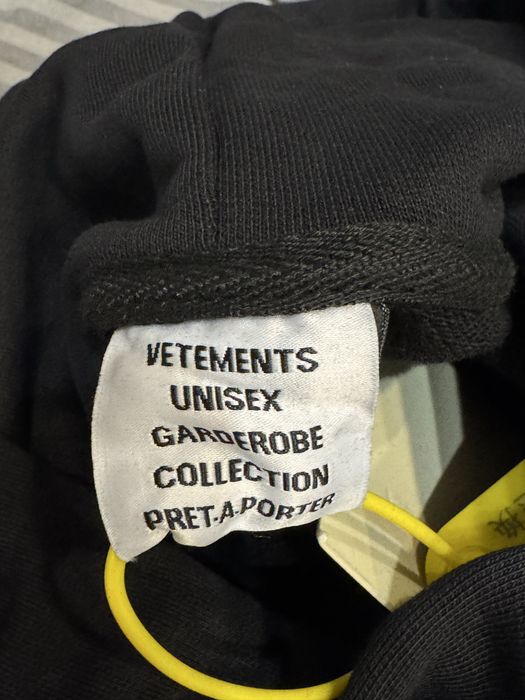 VETEMENTS
UNISEX
GARDEROBE
COLLECTION
PRET-A-PORTER